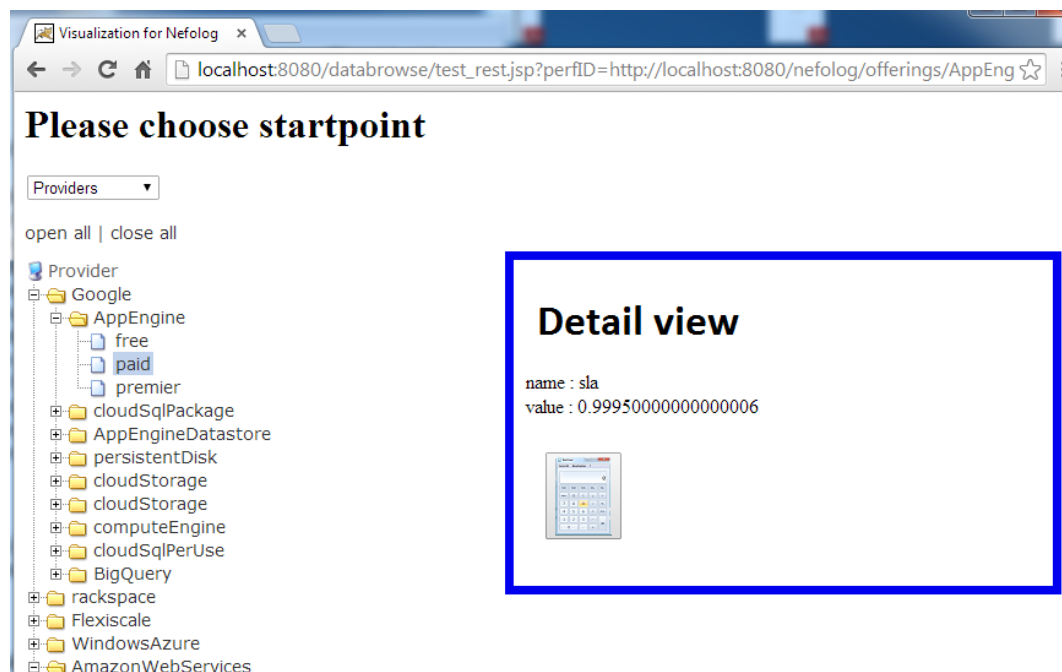 Visualization for Nefolog
localhost:8080/databrowse/test_rest.jsp?perfID=http://localhost:8080/nefolog/offerings/AppEng
Please choose startpoint
Providers
open all | close all
Provider
Google
AppEngine
free
paid
premier
cloudSqlPackage
AppEngineDatastore
persistentDisk
cloudStorage
cloudStorage
computeEngine
cloudSqlPerUse
BigQuery
rackspace
Flexiscale
WindowsAzure
AmazonWebServices
Detail view
name : sla
value : 0.99950000000000006